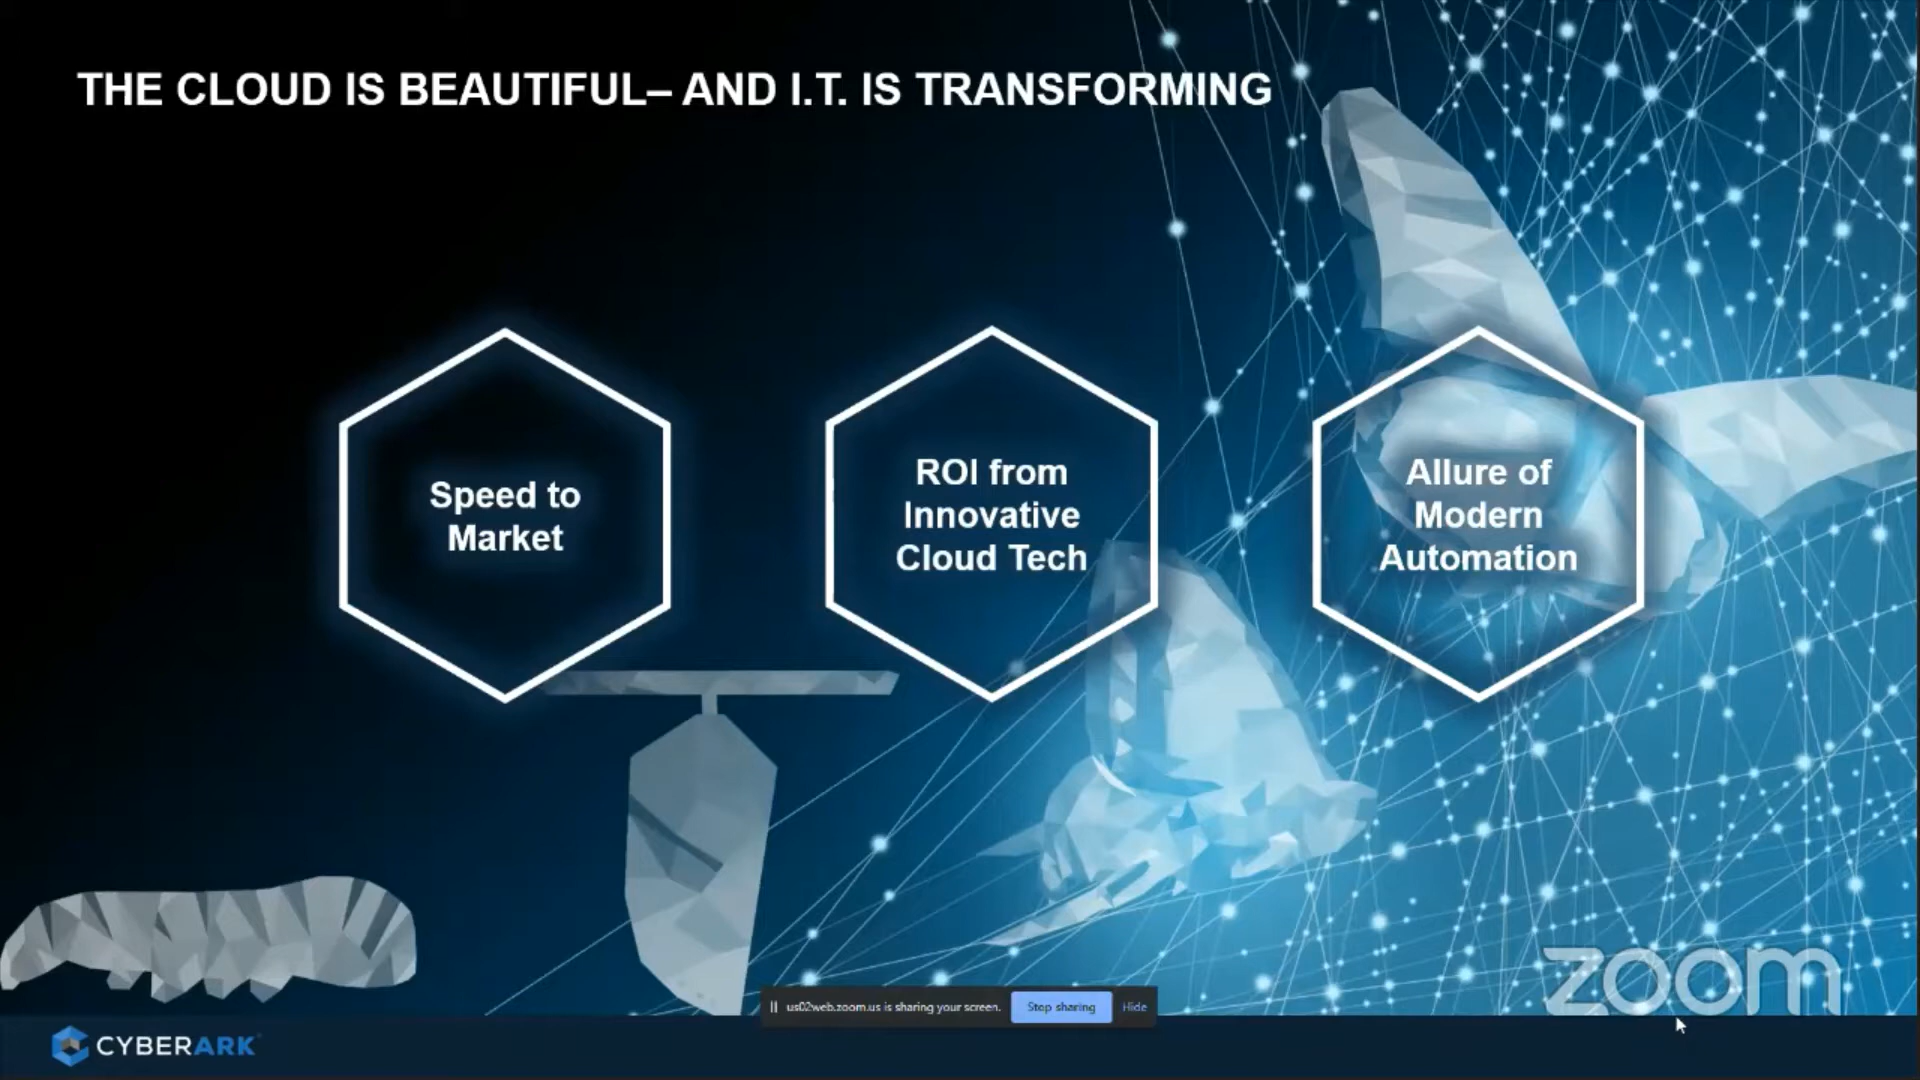 THE CLOUD IS BEAUTIFUL– AND I.T. IS TRANSFORMING
Speed to
Market
ROI from
Innovative
Cloud Tech
Allure of
Modern
Automation
zoom
us02web.zoom.us is sharing your screen.
Stop sharing
Hide
CYBERARK